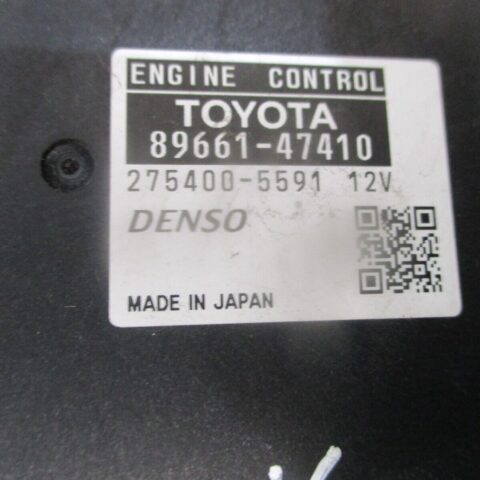 ENGINE CONTROL
TOYOTA
89661-47410
275400-5591 12V
DENSO
MADE IN JAPAN